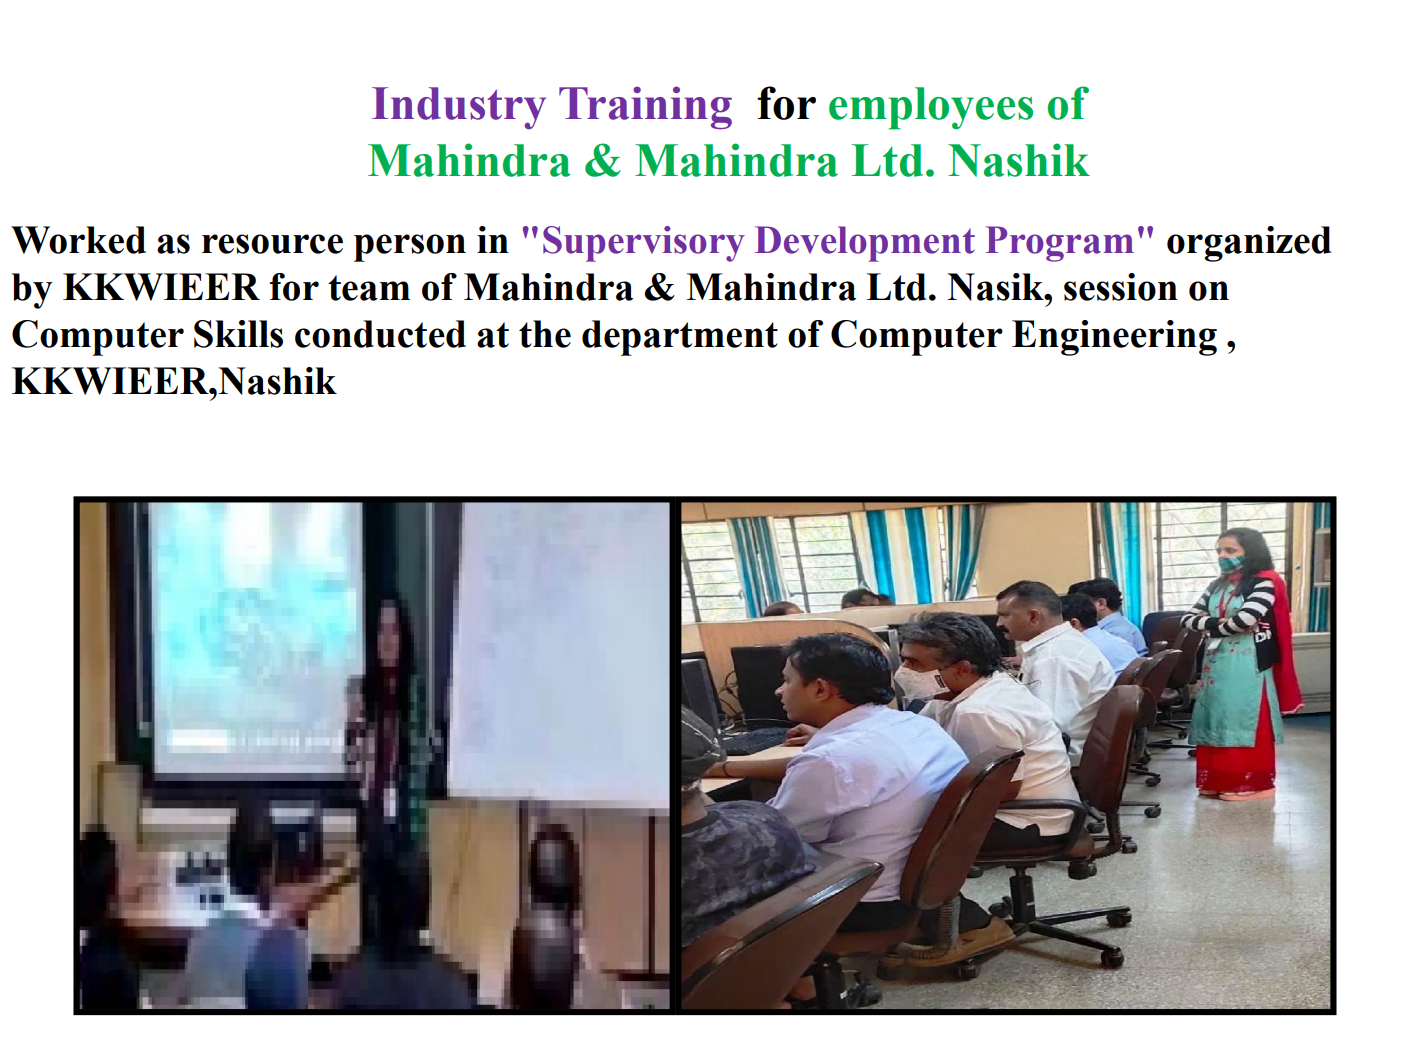 Industry Training  for employees of
Mahindra & Mahindra Ltd. Nashik
Worked as resource person in "Supervisory Development Program" organized
by KKWIEER for team of Mahindra & Mahindra Ltd. Nasik, session on
Computer Skills conducted at the department of Computer Engineering ,
KKWIEER,Nashik